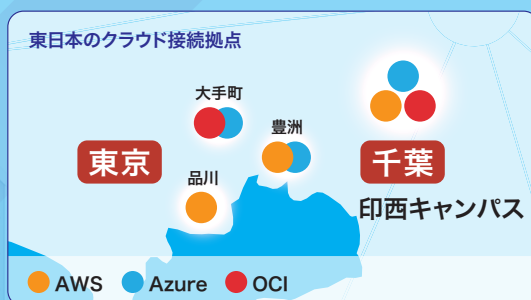 東日本のクラウド接続拠点
大手町
豊洲
東京
千葉
品川
印西キャンパス
AWS Azure OCI